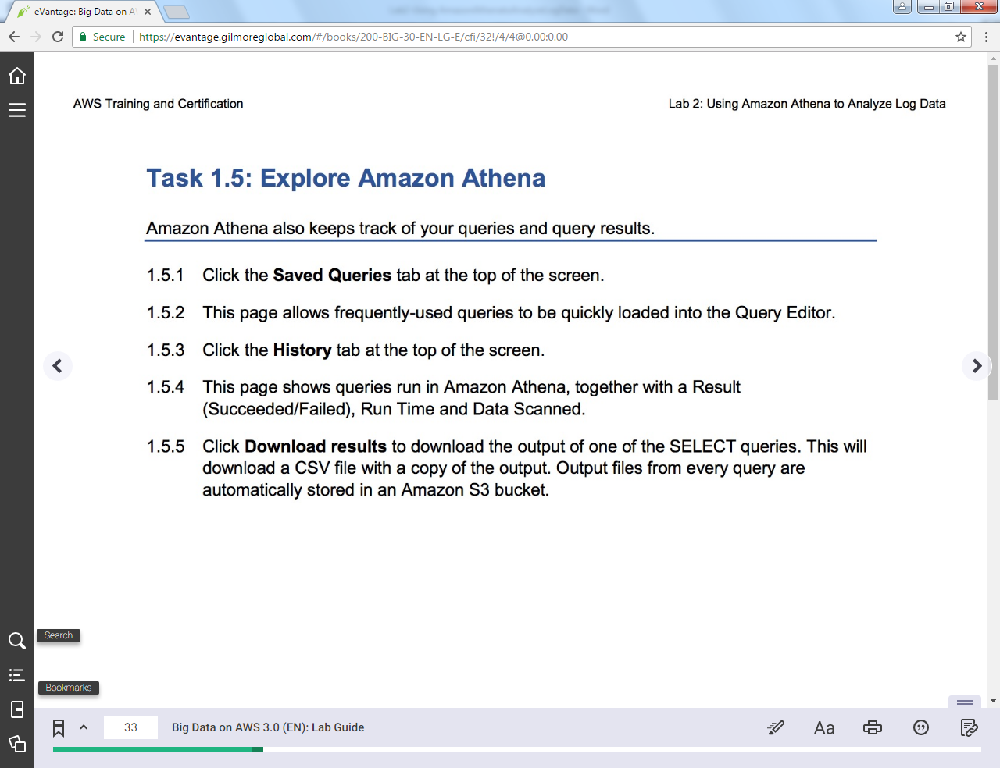 eVantage: Big Data on A
Secure
https://evantage.gilmoreglobal.com/#/books/200-BIG-30-EN-LG-E/cfi/32!/4/4@0.00:0.00
AWS Training and Certification
Lab 2: Using Amazon Athena to Analyze Log Data
Task 1.5: Explore Amazon Athena
Amazon Athena also keeps track of your queries and query results.
1.5.1 Click the Saved Queries tab at the top of the screen.
1.5.2 This page allows frequently-used queries to be quickly loaded into the Query Editor.
1.5.3 Click the History tab at the top of the screen.
1.5.4 This page shows queries run in Amazon Athena, together with a Result
(Succeeded/Failed), Run Time and Data Scanned.
1.5.5 Click Download results to download the output of one of the SELECT queries. This will
download a CSV file with a copy of the output. Output files from every query are
automatically stored in an Amazon S3 bucket.
Search
Bookmarks
33
Big Data on AWS 3.0 (EN): Lab Guide
Aa